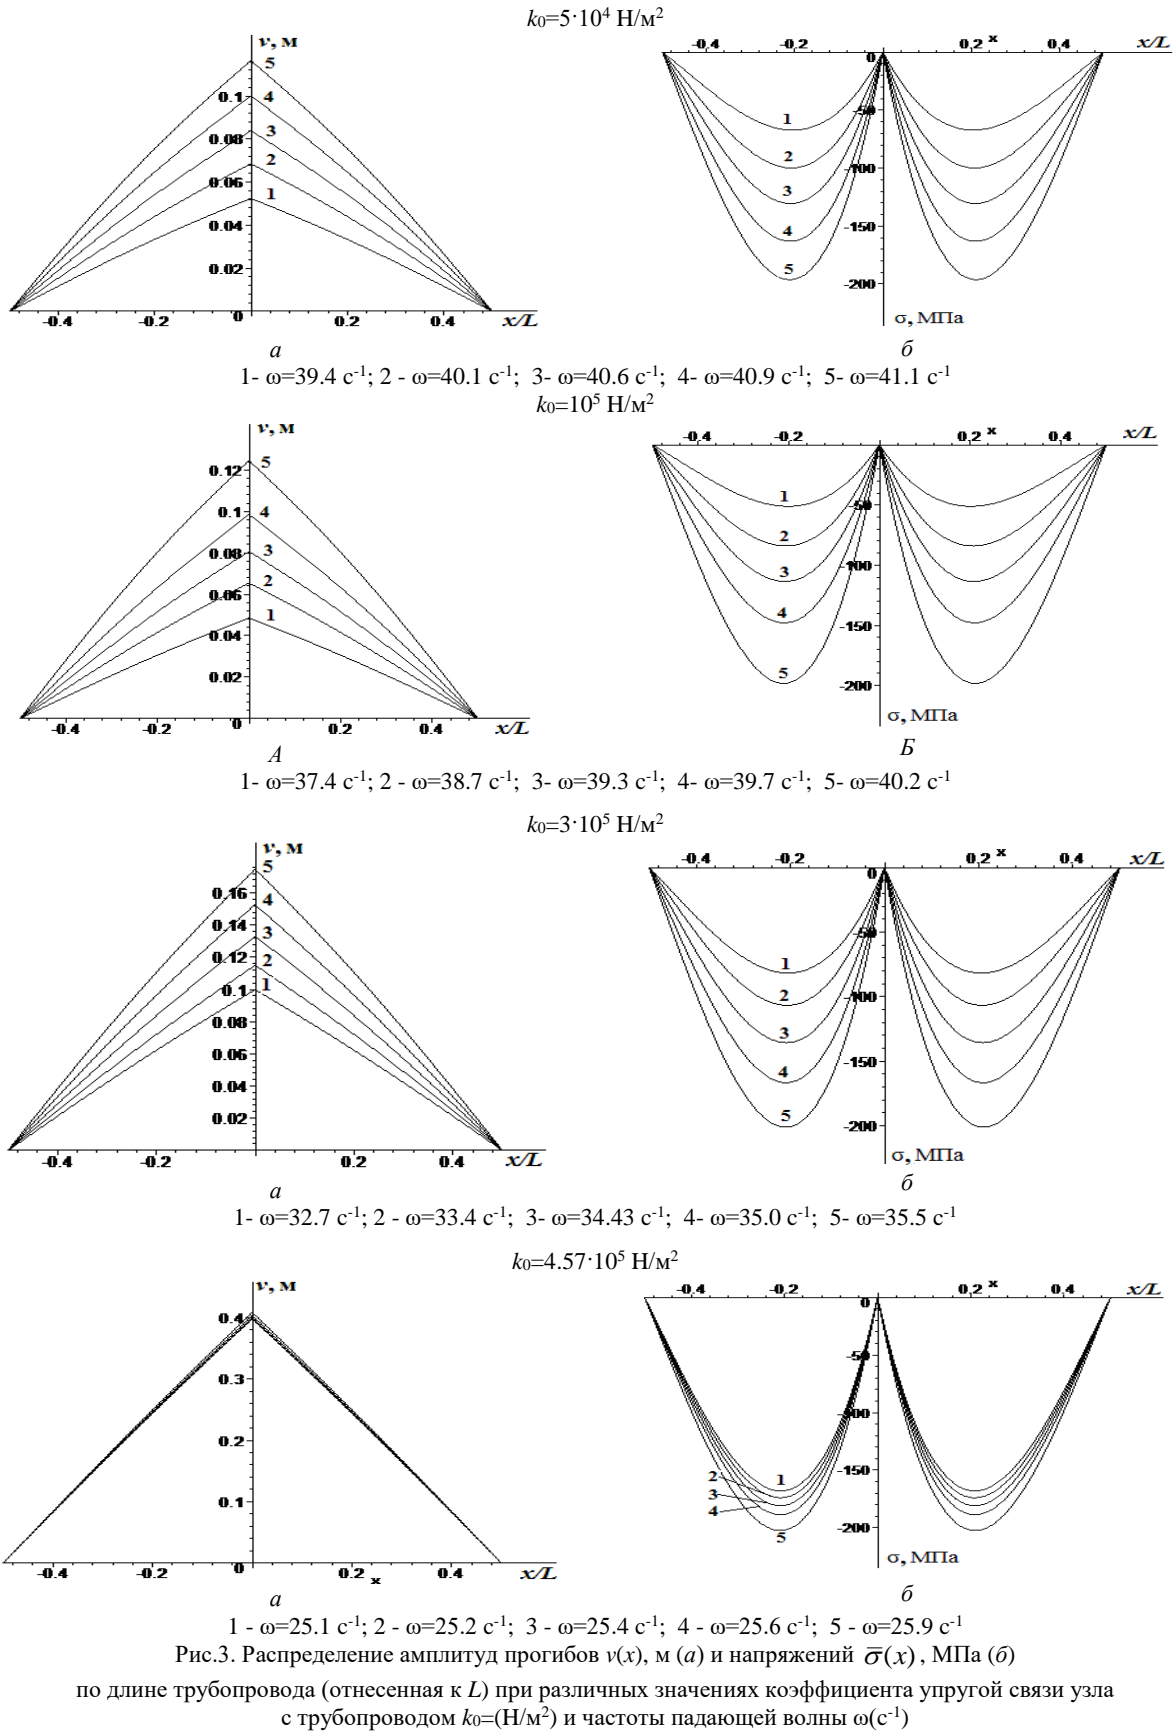 k0=5·10⁴ Н/м²
v, м
5
4
0.1
3
0.08
2
0.06
1
0.04
0.02
0
-0.4 -0.2 0.2 0.4 x/L
-0.4 -0.2 0.2 x 0.4 x/L
0
-50
1
2
-100
3
-150
4
5
-200
σ, МПа
а б
1- ω=39.4 с⁻¹; 2 - ω=40.1 с⁻¹; 3- ω=40.6 с⁻¹; 4- ω=40.9 с⁻¹; 5- ω=41.1 с⁻¹
k0=10⁵ Н/м²
v, м
5
0.12
4
0.1
3
0.08
2
0.06
1
0.04
0.02
0
-0.4 -0.2 0.2 0.4 x/L
-0.4 -0.2 0.2 x 0.4 x/L
0
1
-50
2
3
-100
4
-150
5
-200
σ, МПа
А Б
1- ω=37.4 с⁻¹; 2 - ω=38.7 с⁻¹; 3- ω=39.3 с⁻¹; 4- ω=39.7 с⁻¹; 5- ω=40.2 с⁻¹
k0=3·10⁵ Н/м²
v, м
5
0.16
4
0.14
3
0.12
2
0.1 1
0.08
0.06
0.04
0.02
0
-0.4 -0.2 0.2 0.4 x/L
-0.4 -0.2 0.2 x 0.4 x/L
0
-50
1
2
-100
3
4
-150
5
-200
σ, МПа
а б
1- ω=32.7 с⁻¹; 2 - ω=33.4 с⁻¹; 3- ω=34.43 с⁻¹; 4- ω=35.0 с⁻¹; 5- ω=35.5 с⁻¹
k0=4.57·10⁵ Н/м²
v, м
0.4
0.3
0.2
0.1
0
-0.4 -0.2 0.2 x 0.4 x/L
-0.4 -0.2 0.2 x 0.4 x/L
0
-50
-100
-150
1
2
3
4
5
-200
σ, МПа
а б
1 - ω=25.1 с⁻¹; 2 - ω=25.2 с⁻¹; 3 - ω=25.4 с⁻¹; 4 - ω=25.6 с⁻¹; 5 - ω=25.9 с⁻¹
Рис.3. Распределение амплитуд прогибов v(x), м (а) и напряжений σ̅(x), МПа (б)
по длине трубопровода (отнесенная к L) при различных значениях коэффициента упругой связи узла
с трубопроводом k0=(Н/м²) и частоты падающей волны ω(с⁻¹)